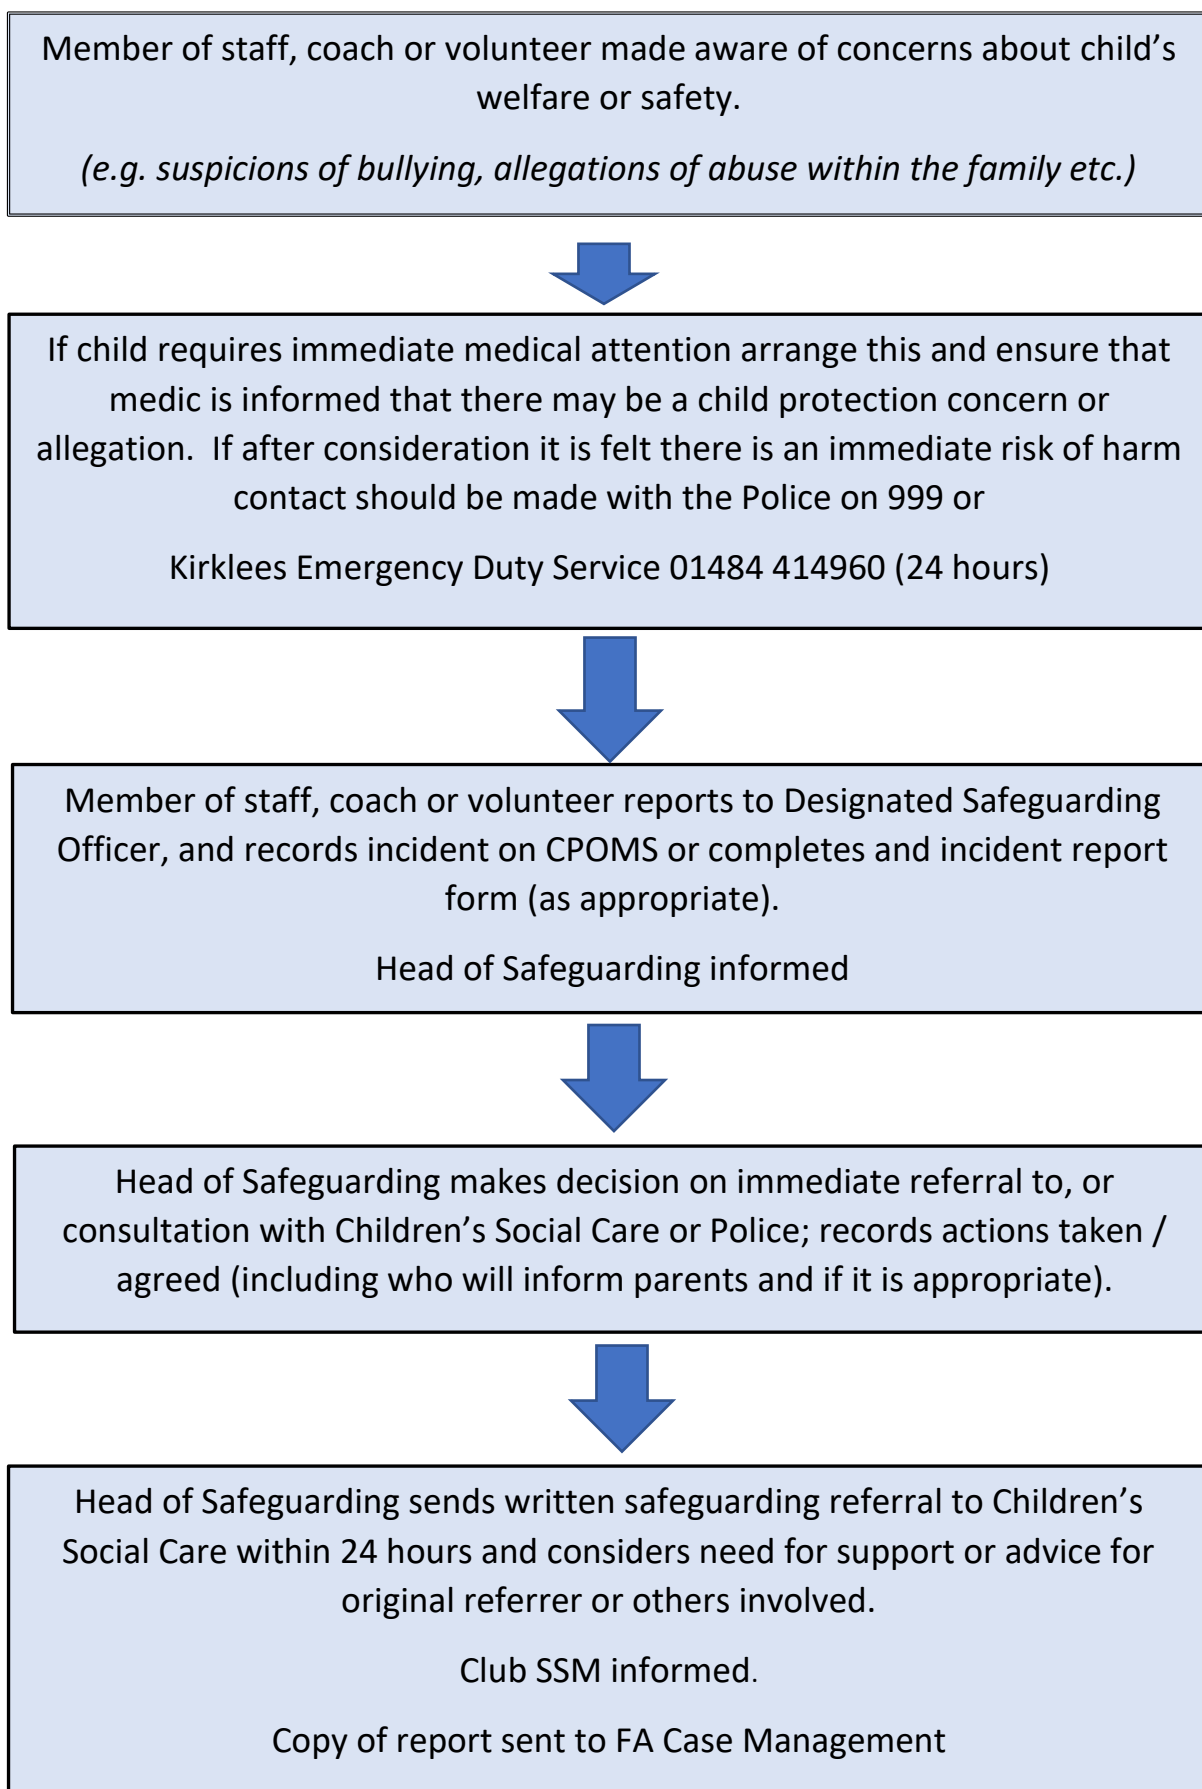 Member of staff, coach or volunteer made aware of concerns about child’s
welfare or safety.
(e.g. suspicions of bullying, allegations of abuse within the family etc.)
If child requires immediate medical attention arrange this and ensure that
medic is informed that there may be a child protection concern or
allegation.  If after consideration it is felt there is an immediate risk of harm
contact should be made with the Police on 999 or
Kirklees Emergency Duty Service 01484 414960 (24 hours)
Member of staff, coach or volunteer reports to Designated Safeguarding
Officer, and records incident on CPOMS or completes and incident report
form (as appropriate).
Head of Safeguarding informed
Head of Safeguarding makes decision on immediate referral to, or
consultation with Children’s Social Care or Police; records actions taken /
agreed (including who will inform parents and if it is appropriate).
Head of Safeguarding sends written safeguarding referral to Children’s
Social Care within 24 hours and considers need for support or advice for
original referrer or others involved.
Club SSM informed.
Copy of report sent to FA Case Management